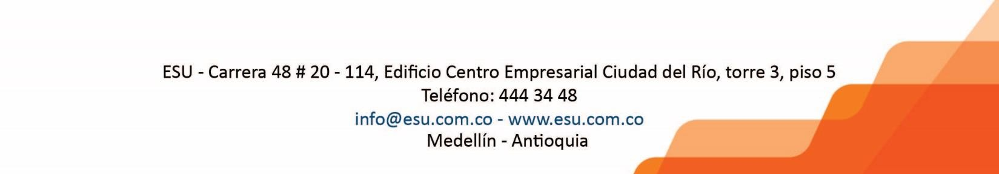 ESU - Carrera 48 # 20 - 114, Edificio Centro Empresarial Ciudad del Río, torre 3, piso 5
Teléfono: 444 34 48
info@esu.com.co - www.esu.com.co
Medellín - Antioquia